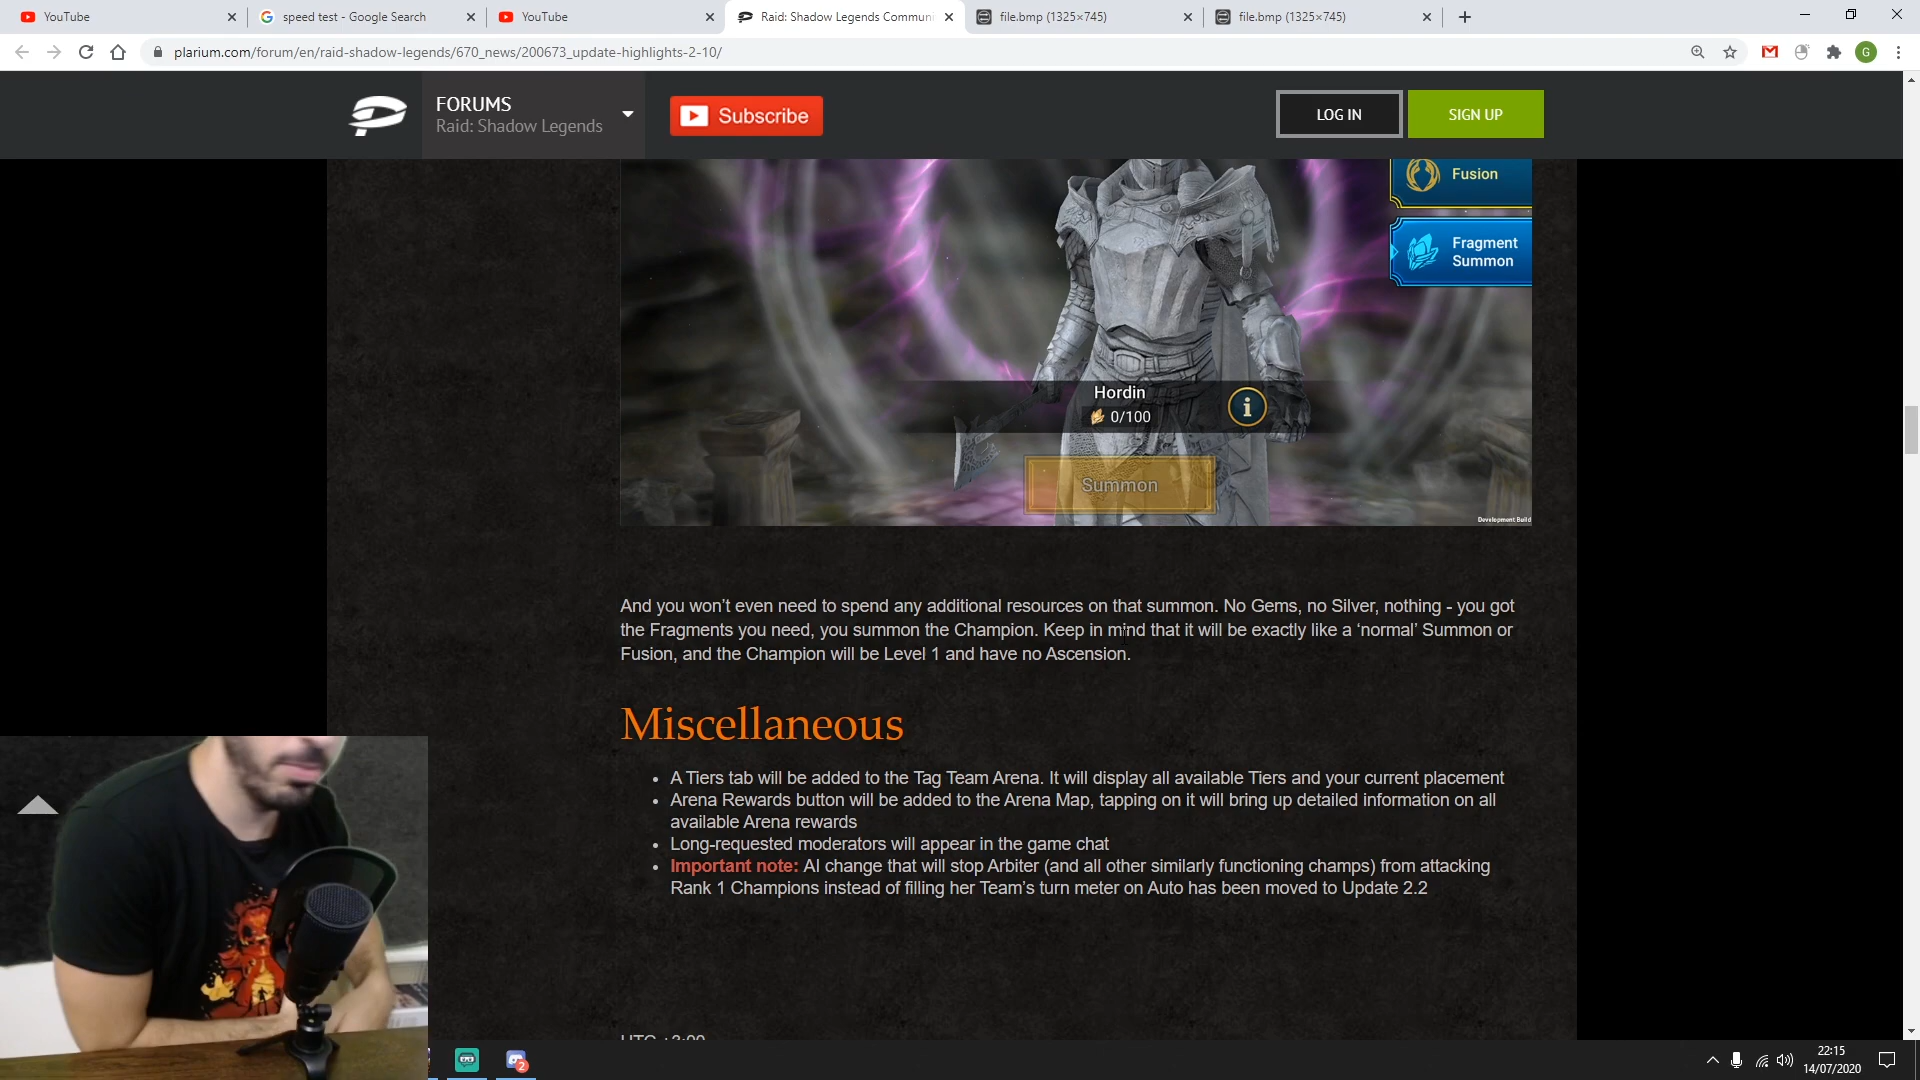 YouTube
speed test - Google Search
YouTube
Raid: Shadow Legends Communi
file.bmp (1325×745)
file.bmp (1325×745)
plarium.com/forum/en/raid-shadow-legends/670_news/200673_update-highlights-2-10/
G
FORUMS
Raid: Shadow Legends
Subscribe
LOG IN
SIGN UP
Fusion
Fragment
Summon
Hordin
0/100
i
Summon
Development Build
And you won't even need to spend any additional resources on that summon. No Gems, no Silver, nothing - you got
the Fragments you need, you summon the Champion. Keep in mind that it will be exactly like a 'normal' Summon or
Fusion, and the Champion will be Level 1 and have no Ascension.
Miscellaneous
• A Tiers tab will be added to the Tag Team Arena. It will display all available Tiers and your current placement
• Arena Rewards button will be added to the Arena Map, tapping on it will bring up detailed information on all
available Arena rewards
• Long-requested moderators will appear in the game chat
• Important note: AI change that will stop Arbiter (and all other similarly functioning champs) from attacking
Rank 1 Champions instead of filling her Team's turn meter on Auto has been moved to Update 2.2
UTC +3:00
2
22:15
14/07/2020